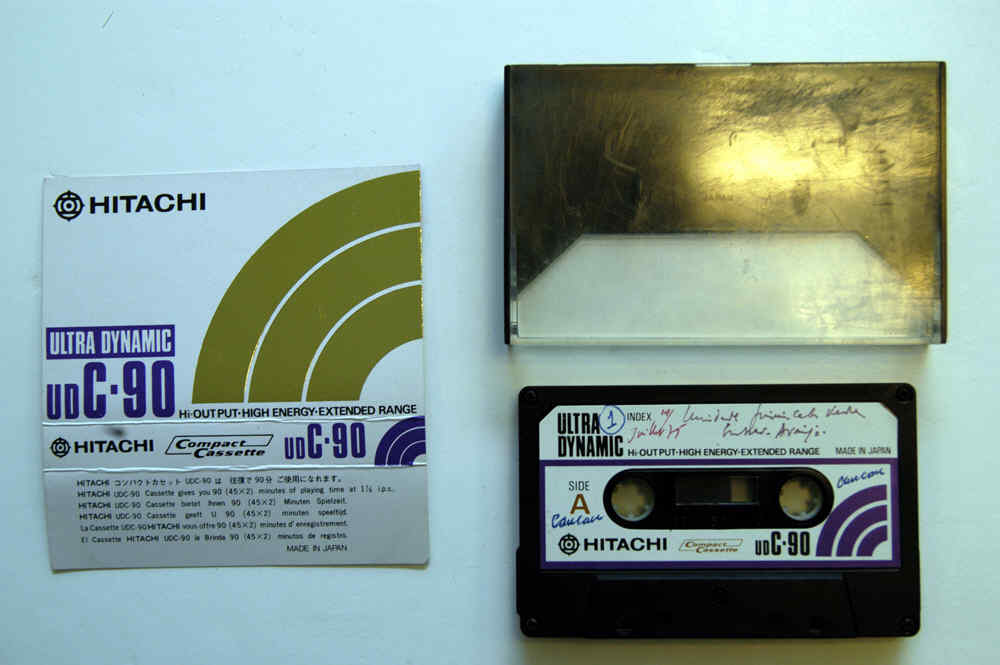 HITACHI
ULTRA DYNAMIC
UDC·90
Hi-OUTPUT·HIGH ENERGY·EXTENDED RANGE
HITACHI Compact Cassette UDC·90
HITACHI コンパクトカセット UDC-90 は 往復で 90分 ご使用になれます。
HITACHI UDC-90 Cassette gives you 90 (45×2) minutes of playing time at 1⅞ i.p.s.
HITACHI UDC-90 Cassette bietet Ihnen 90 (45×2) Minuten Spielzeit.
HITACHI UDC-90 Cassette geeft U 90 (45×2) minuten speeltijd.
La Cassette UDC-90 HITACHI vous offre 90 (45×2) minutes d'enregistrement.
El Cassette HITACHI UDC-90 le Brinda 90 (45×2) minutos de registro.
MADE IN JAPAN
JAPAN
ULTRA DYNAMIC
1
INDEX
Hi-OUTPUT·HIGH ENERGY·EXTENDED RANGE MADE IN JAPAN
SIDE
A
HITACHI Compact Cassette UDC·90